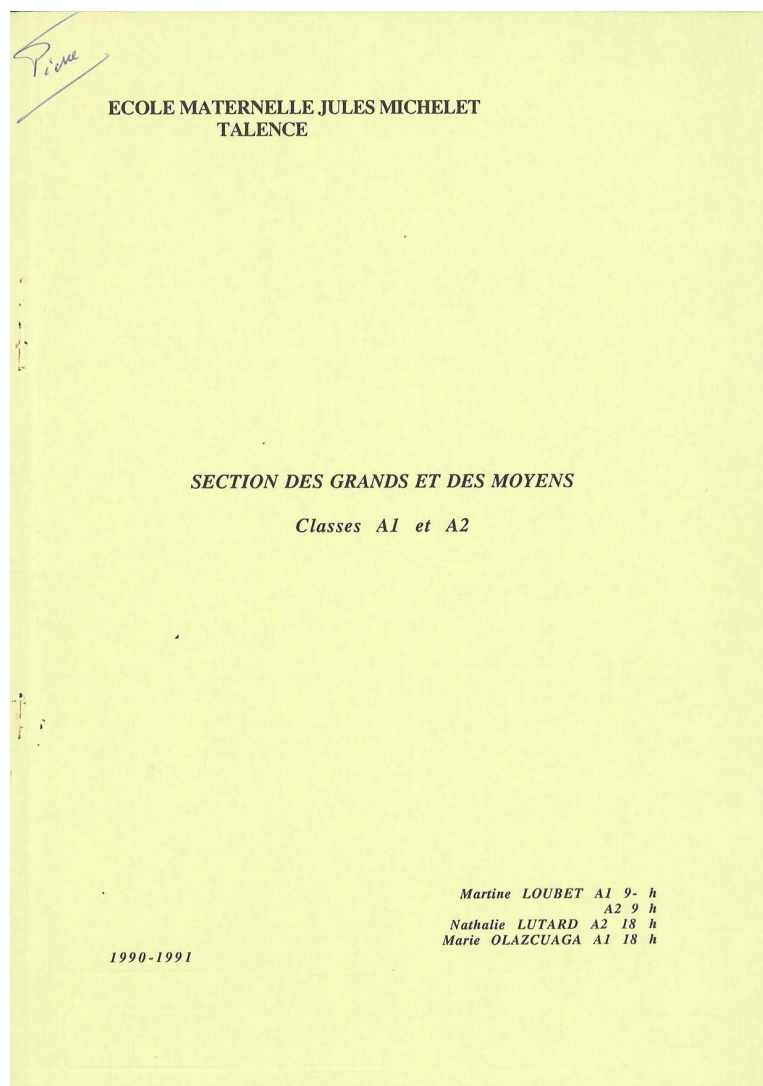 Pierre
ECOLE MATERNELLE JULES MICHELET
TALENCE
SECTION DES GRANDS ET DES MOYENS
Classes A1 et A2
Martine LOUBET A1 9- h
A2 9 h
Nathalie LUTARD A2 18 h
Marie OLAZCUAGA A1 18 h
1990-1991